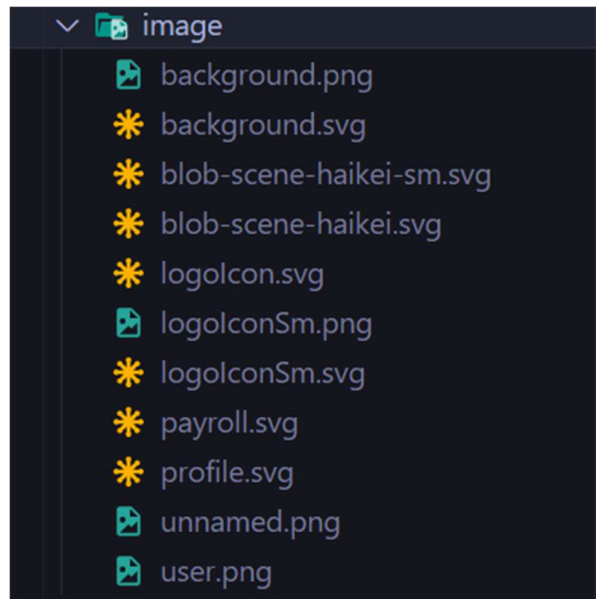 image
background.png
background.svg
blob-scene-haikei-sm.svg
blob-scene-haikei.svg
logoIcon.svg
logoIconSm.png
logoIconSm.svg
payroll.svg
profile.svg
unnamed.png
user.png